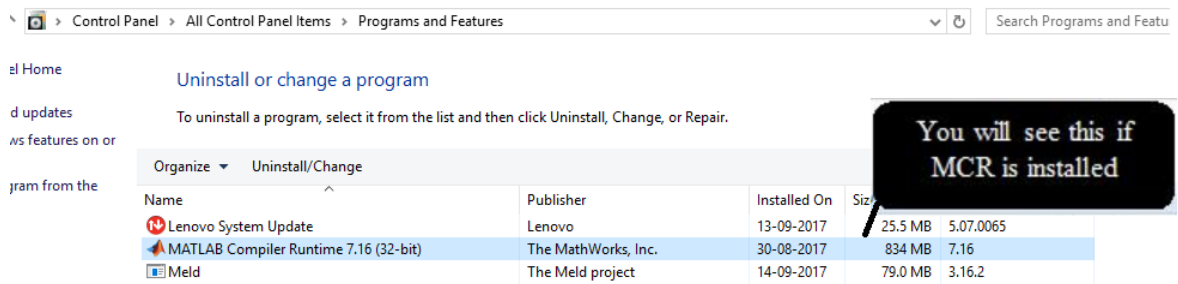 Control Panel > All Control Panel Items > Programs and Features Search Programs and Featu
el Home
Uninstall or change a program
d updates
To uninstall a program, select it from the list and then click Uninstall, Change, or Repair.
ws features on or
You will see this if
MCR is installed
Organize Uninstall/Change
gram from the
Name Publisher Installed On Siz
Lenovo System Update Lenovo 13-09-2017 25.5 MB 5.07.0065
MATLAB Compiler Runtime 7.16 (32-bit) The MathWorks, Inc. 30-08-2017 834 MB 7.16
Meld The Meld project 14-09-2017 79.0 MB 3.16.2